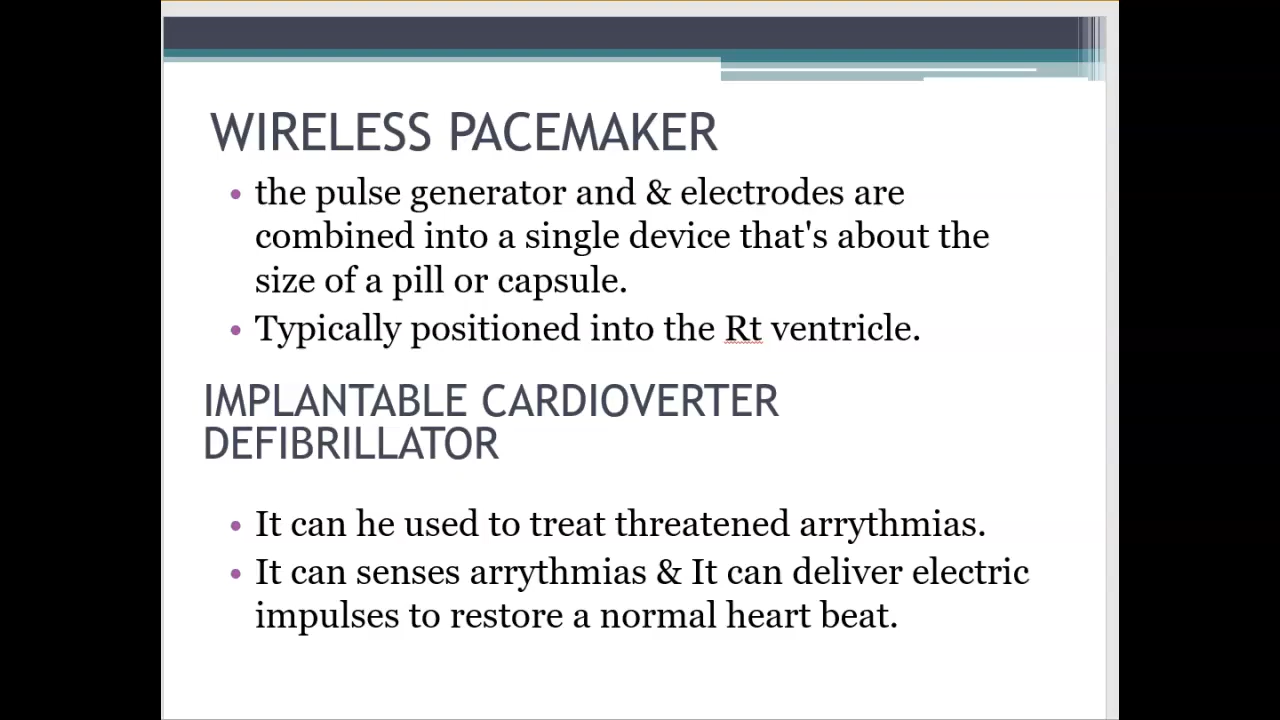 WIRELESS PACEMAKER
• the pulse generator and & electrodes are
combined into a single device that's about the
size of a pill or capsule.
• Typically positioned into the Rt ventricle.
IMPLANTABLE CARDIOVERTER
DEFIBRILLATOR
• It can he used to treat threatened arrythmias.
• It can senses arrythmias & It can deliver electric
impulses to restore a normal heart beat.